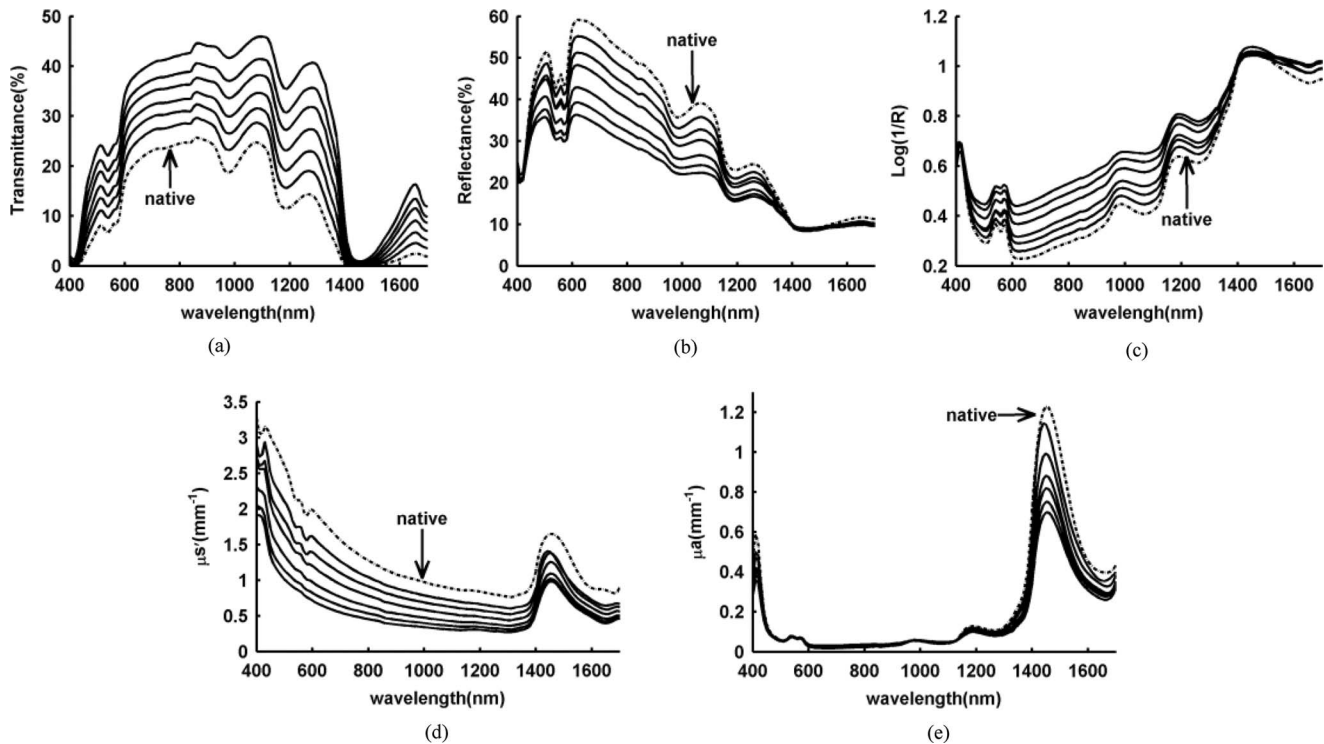 50
40
30
20
10
0
400 600 800 1000 1200 1400 1600
Transmittance(%)
wavelength(nm)
native
(a)
60
50
40
30
20
10
0
400 600 800 1000 1200 1400 1600
Reflectance(%)
wavelengh(nm)
native
(b)
1.2
1
0.8
0.6
0.4
0.2
400 600 800 1000 1200 1400 1600
Log(1/R)
wavelength(nm)
native
(c)
3.5
3
2.5
2
1.5
1
0.5
0
400 600 800 1000 1200 1400 1600
μs'(mm⁻¹)
wavelength(nm)
native
(d)
1.2
1
0.8
0.6
0.4
0.2
0
400 600 800 1000 1200 1400 1600
μa(mm⁻¹)
wavelength(nm)
native
(e)